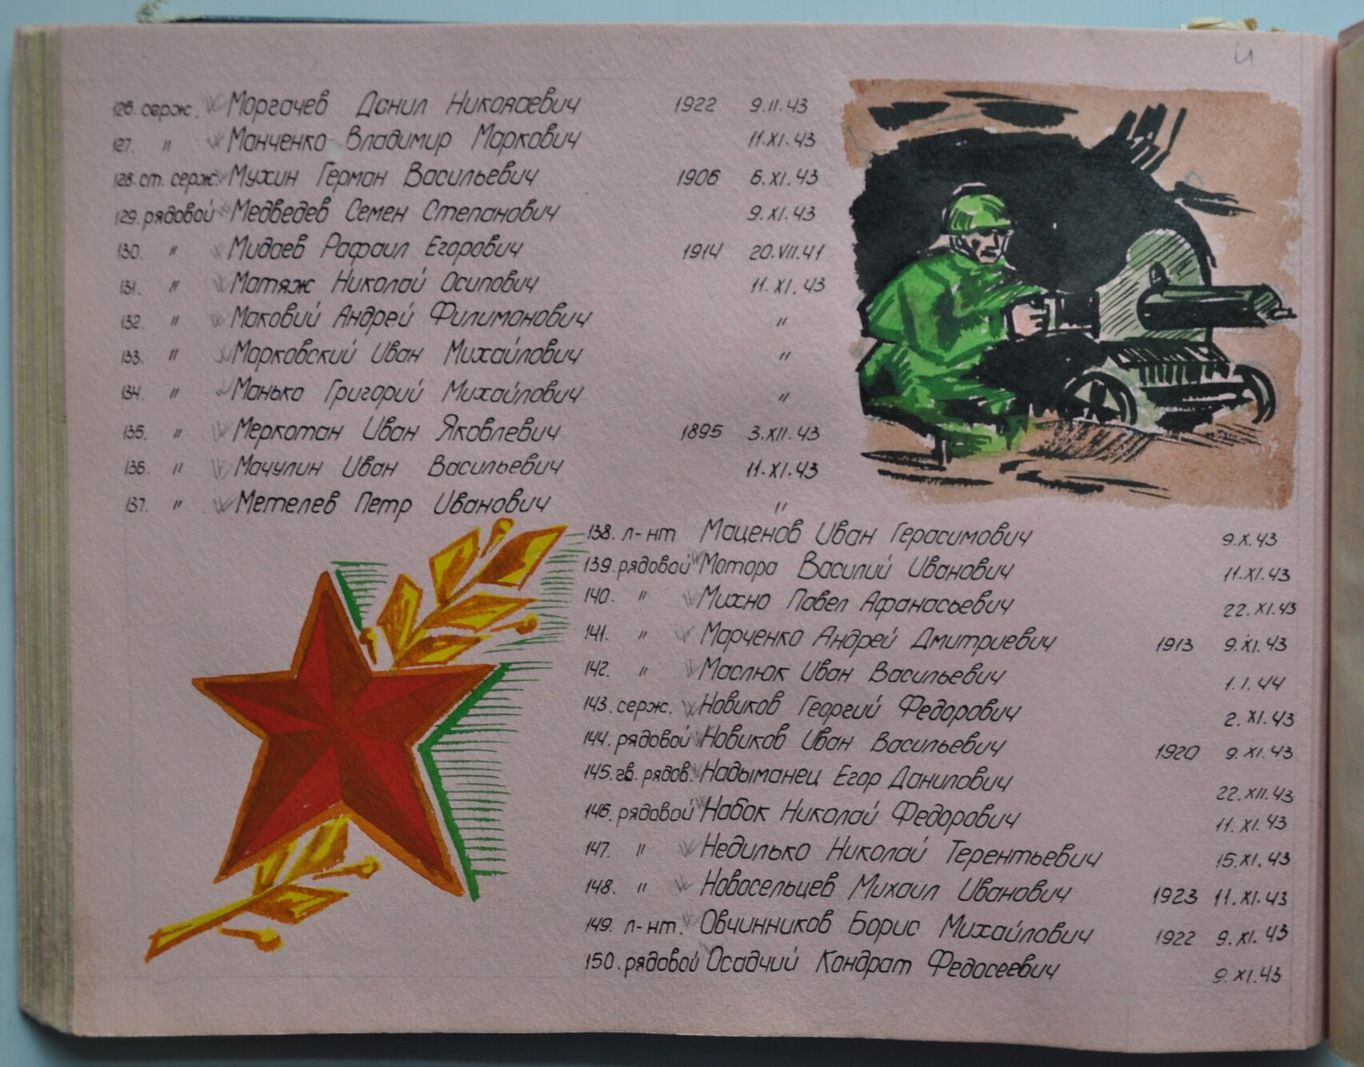 126. серж. Моргачев Данил Николаевич 1922 9.II.43
127. " Манченко Владимир Маркович 11.XI.43
128. ст. серж. Мухин Герман Васильевич 1906 6.XI.43
129. рядовой Медведев Семен Степанович 9.XI.43
130. " Мидаев Рафаил Егорович 1914 20.VII.41
131. " Матяж Николай Осипович 11.XI.43
132. " Маковий Андрей Филимонович "
133. " Марковский Иван Михайлович "
134. " Манько Григорий Михайлович "
135. " Меркотан Иван Яковлевич 1895 3.XII.43
136. " Мачулин Иван Васильевич 11.XI.43
137. " Метелев Петр Иванович "
138. л-нт Маценов Иван Герасимович 9.X.43
139. рядовой Мотора Василий Иванович 11.XI.43
140. " Михно Павел Афанасьевич 22.XI.43
141. " Марченко Андрей Дмитриевич 1913 9.XI.43
142. " Маслюк Иван Васильевич 1.I.44
143. серж. Новиков Георгий Федорович 2.XI.43
144. рядовой Новиков Иван Васильевич 1920 9.XI.43
145. гв. рядов. Надыманец Егор Данилович 22.XII.43
146. рядовой Набок Николай Федорович 11.XI.43
147. " Недилько Николай Терентьевич 15.XI.43
148. " Новосельцев Михаил Иванович 1923 11.XI.43
149. л-нт. Овчинников Борис Михайлович 1922 9.XI.43
150. рядовой Осадчий Кондрат Федосеевич 9.XI.43